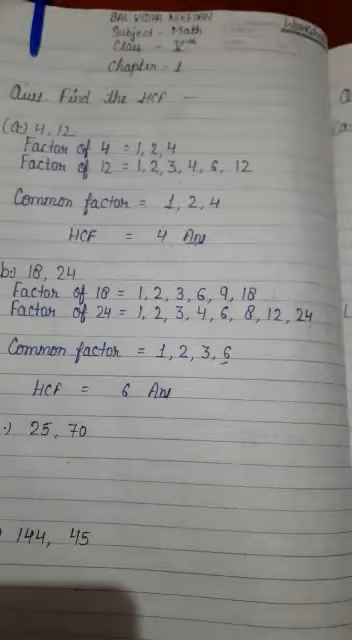 BAL VIDYA NIKETAN
Subject - Math
Class - Vth
Chapter - 1
Ques. Find the HCF —
(a) 4, 12
Factor of 4 = 1, 2, 4
Factor of 12 = 1, 2, 3, 4, 6, 12
Common factor = 1, 2, 4
HCF = 4 Ans
b) 18, 24
Factor of 18 = 1, 2, 3, 6, 9, 18
Factor of 24 = 1, 2, 3, 4, 6, 8, 12, 24
Common factor = 1, 2, 3, 6
HCF = 6 Ans
.) 25, 70
) 144, 45